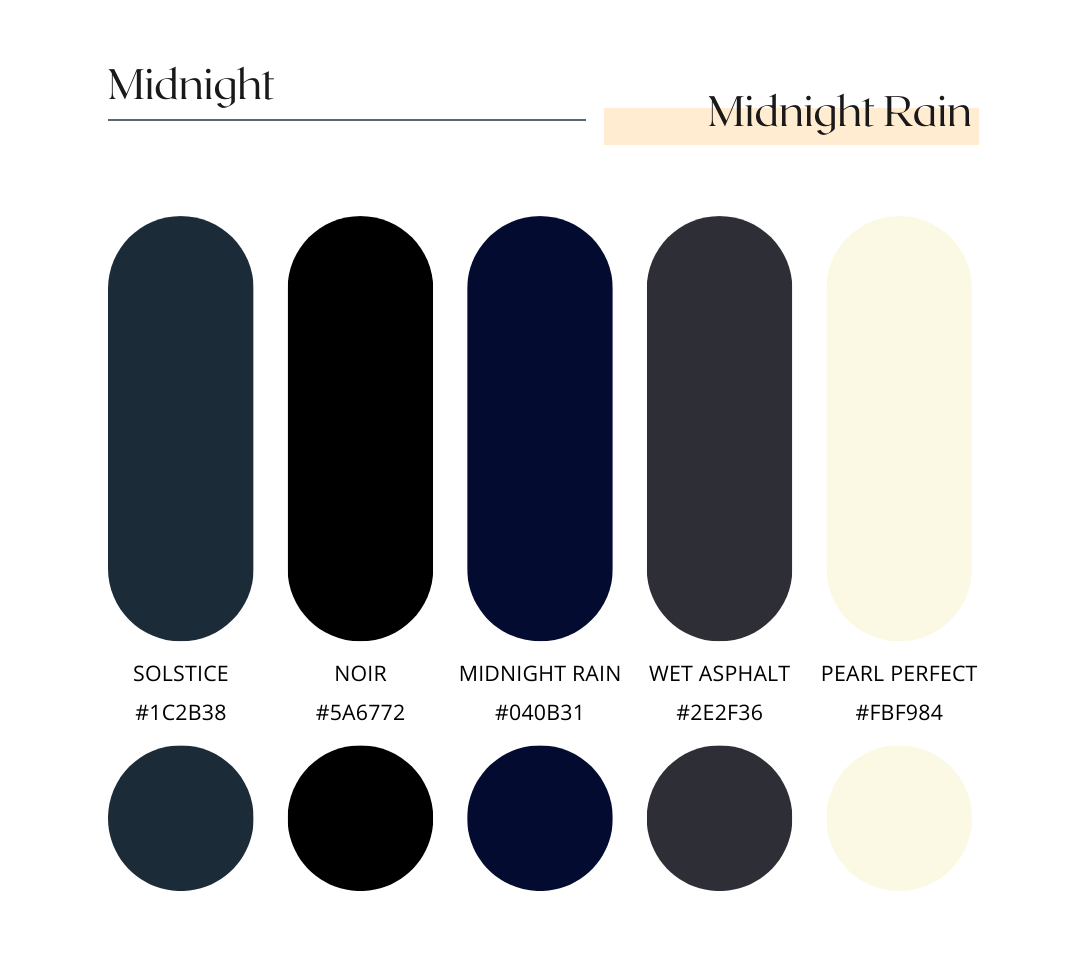 Midnight
Midnight Rain
SOLSTICE
#1C2B38
NOIR
#5A6772
MIDNIGHT RAIN
#040B31
WET ASPHALT
#2E2F36
PEARL PERFECT
#FBF984